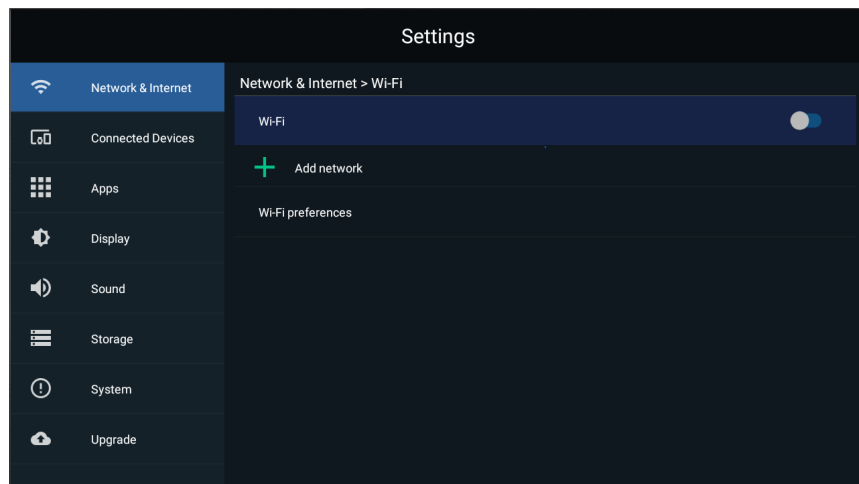 Settings
Network & Internet
Connected Devices
Apps
Display
Sound
Storage
System
Upgrade
Network & Internet > Wi-Fi
Wi-Fi
Add network
Wi-Fi preferences